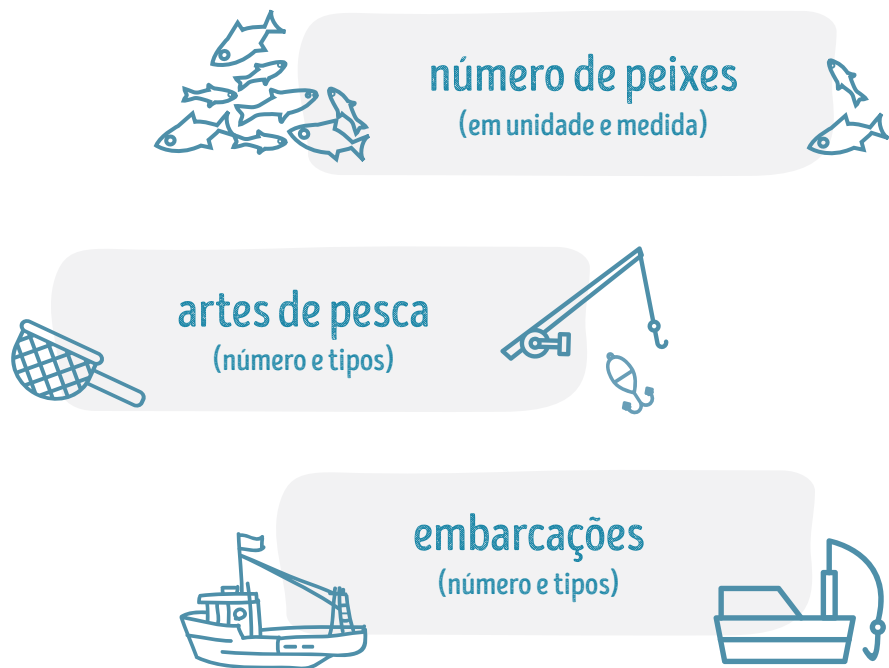 número de peixes
(em unidade e medida)
artes de pesca
(número e tipos)
embarcações
(número e tipos)